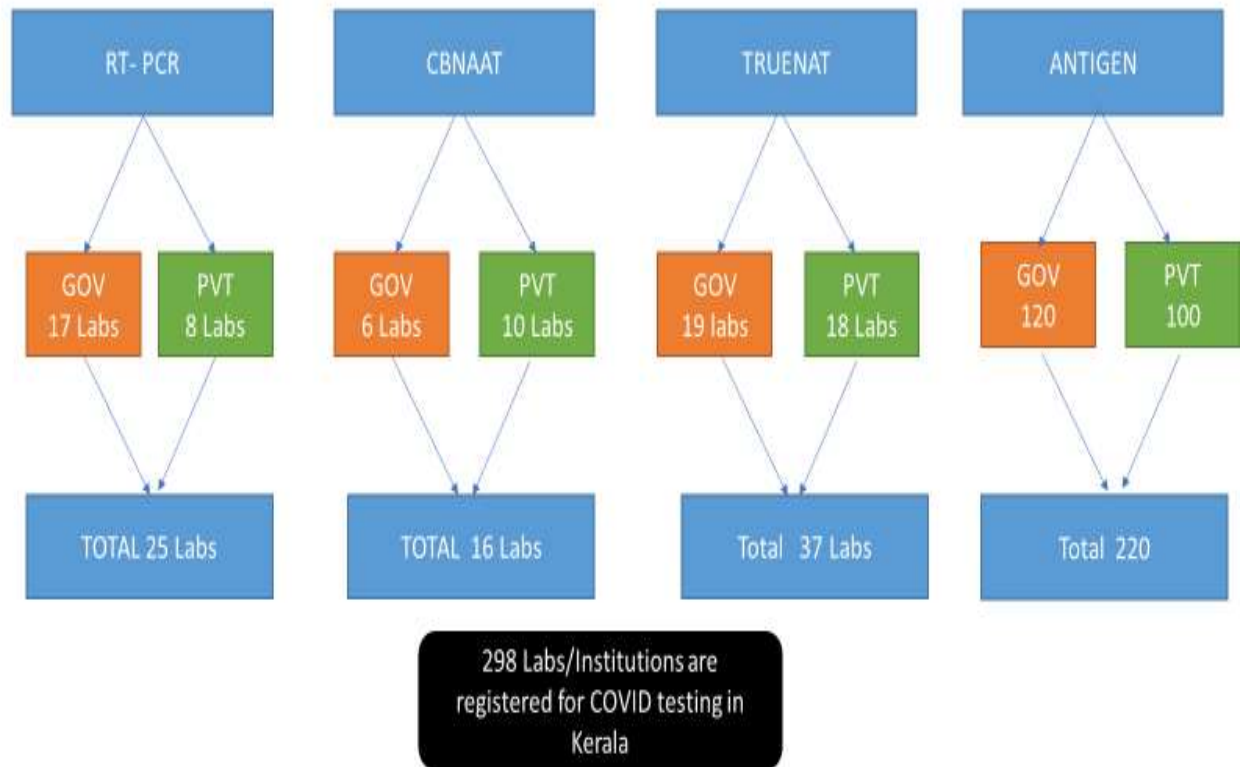 RT- PCR
CBNAAT
TRUENAT
ANTIGEN
GOV
17 Labs
PVT
8 Labs
GOV
6 Labs
PVT
10 Labs
GOV
19 labs
PVT
18 Labs
GOV
120
PVT
100
TOTAL 25 Labs
TOTAL 16 Labs
Total 37 Labs
Total 220
298 Labs/Institutions are
registered for COVID testing in
Kerala